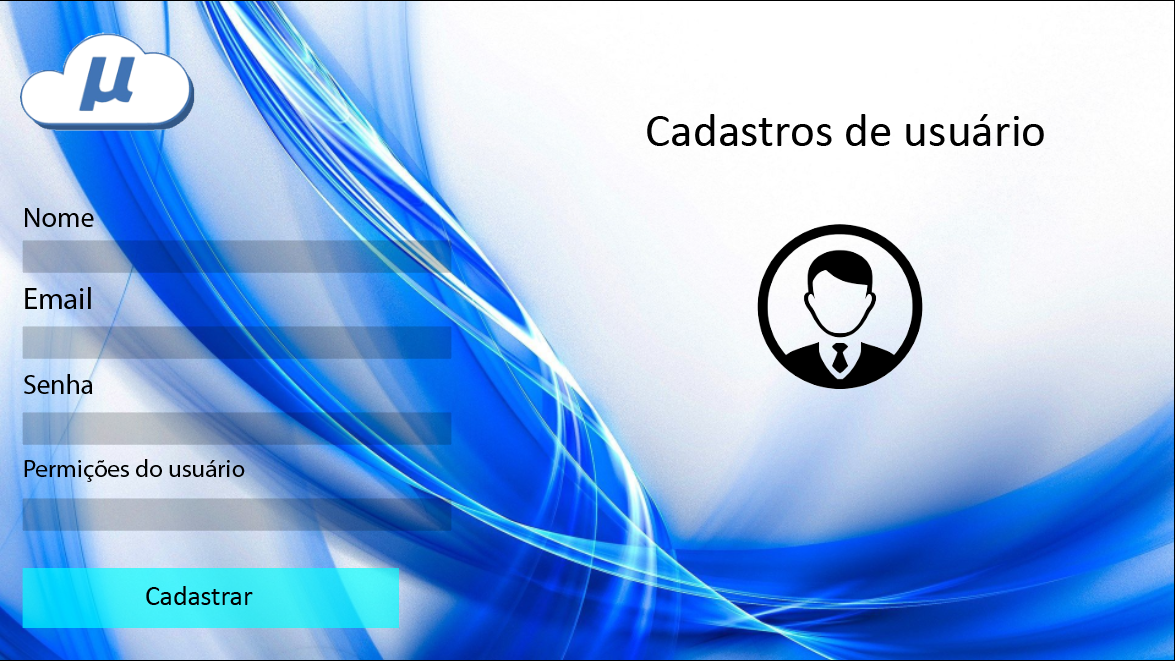 µ
Cadastros de usuário
Nome
Email
Senha
Permições do usuário
Cadastrar